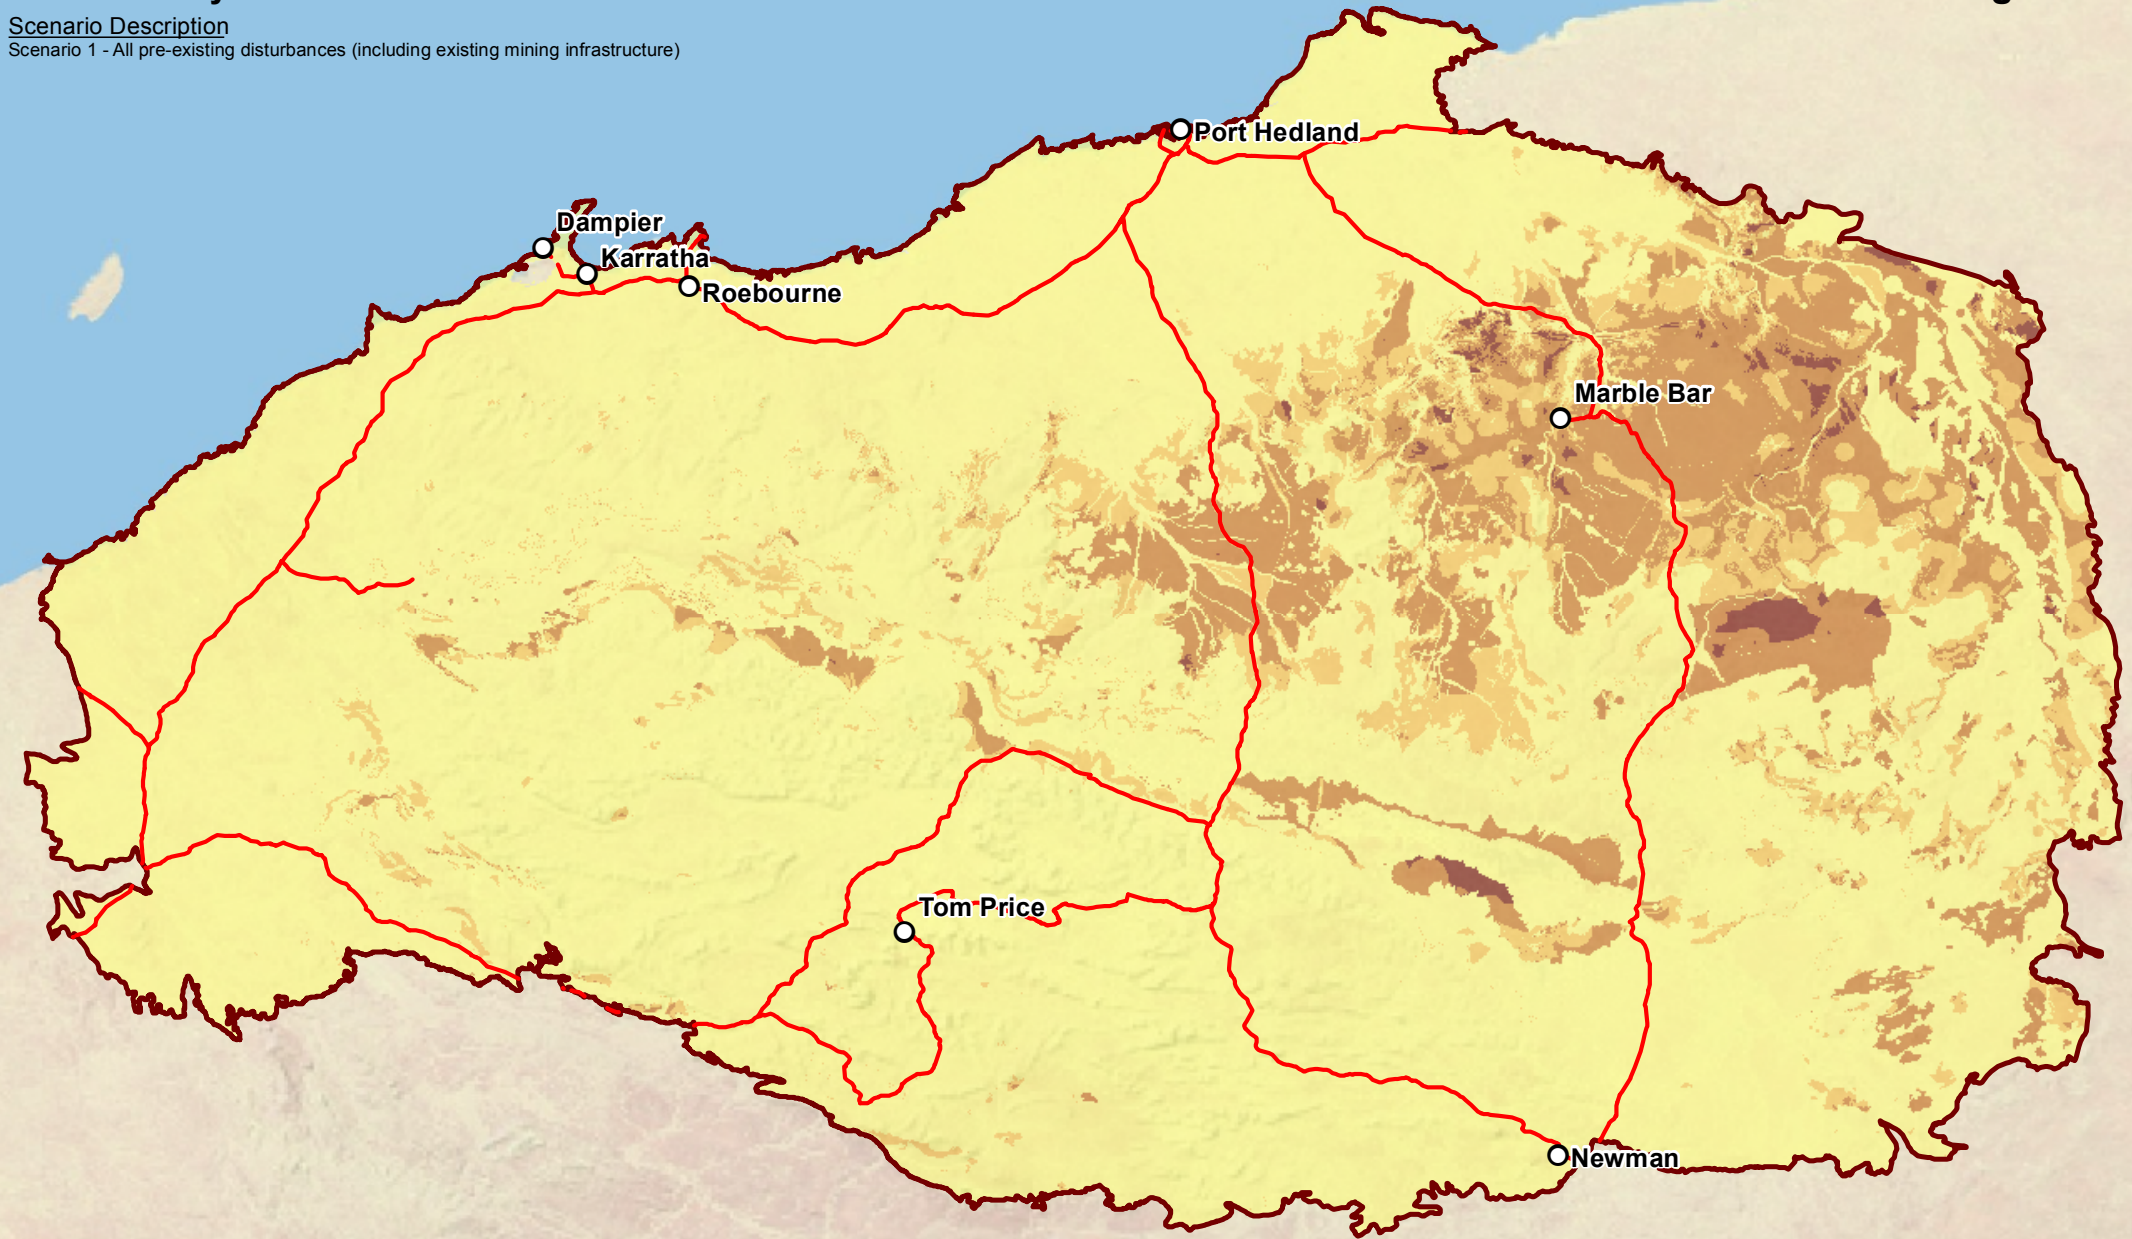 Scenario Description
Scenario 1 - All pre-existing disturbances (including existing mining infrastructure)
Port Hedland
Dampier
Karratha
Roebourne
Marble Bar
Tom Price
Newman